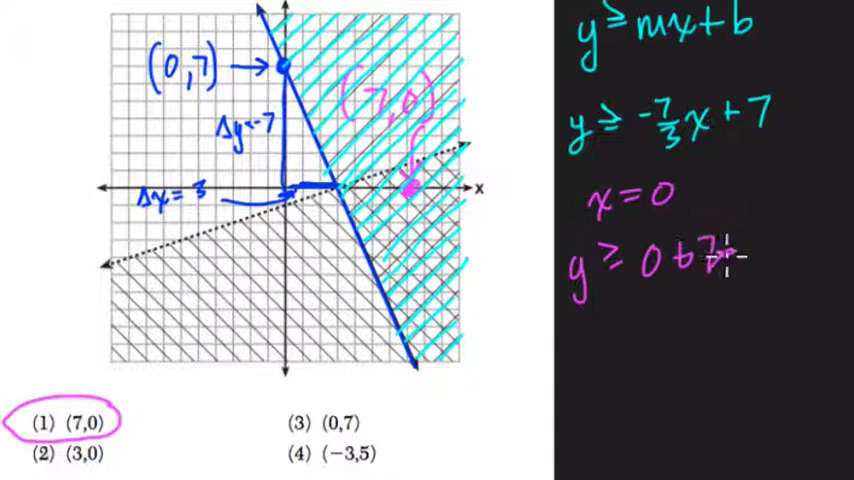 y ≥ mx + b
(0,7) →
(7,0)
y ≥ -7/3 x + 7
Δy=-7
Δx = 3
x
x = 0
y ≥ 0 + 7
(1) (7,0)
(3) (0,7)
(2) (3,0)
(4) (−3,5)